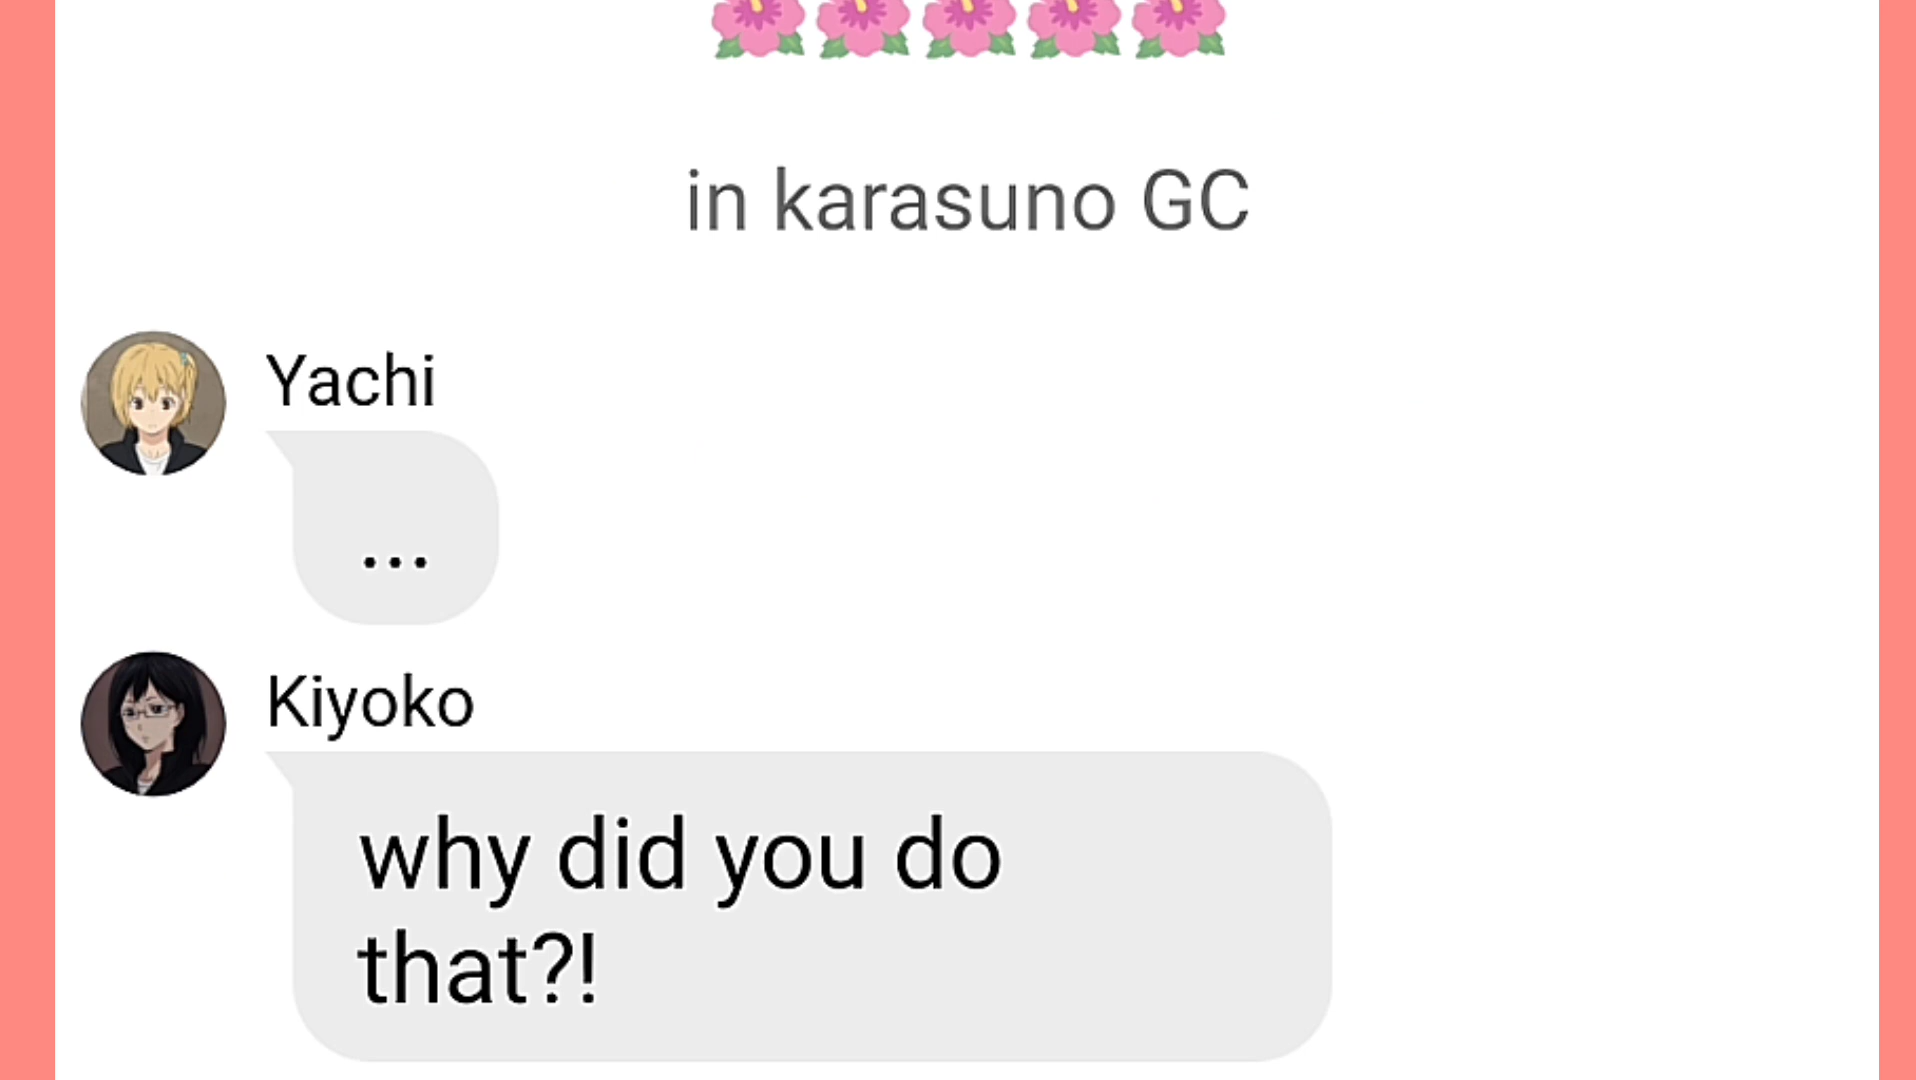 in karasuno GC
Yachi
...
Kiyoko
why did you do
that?!